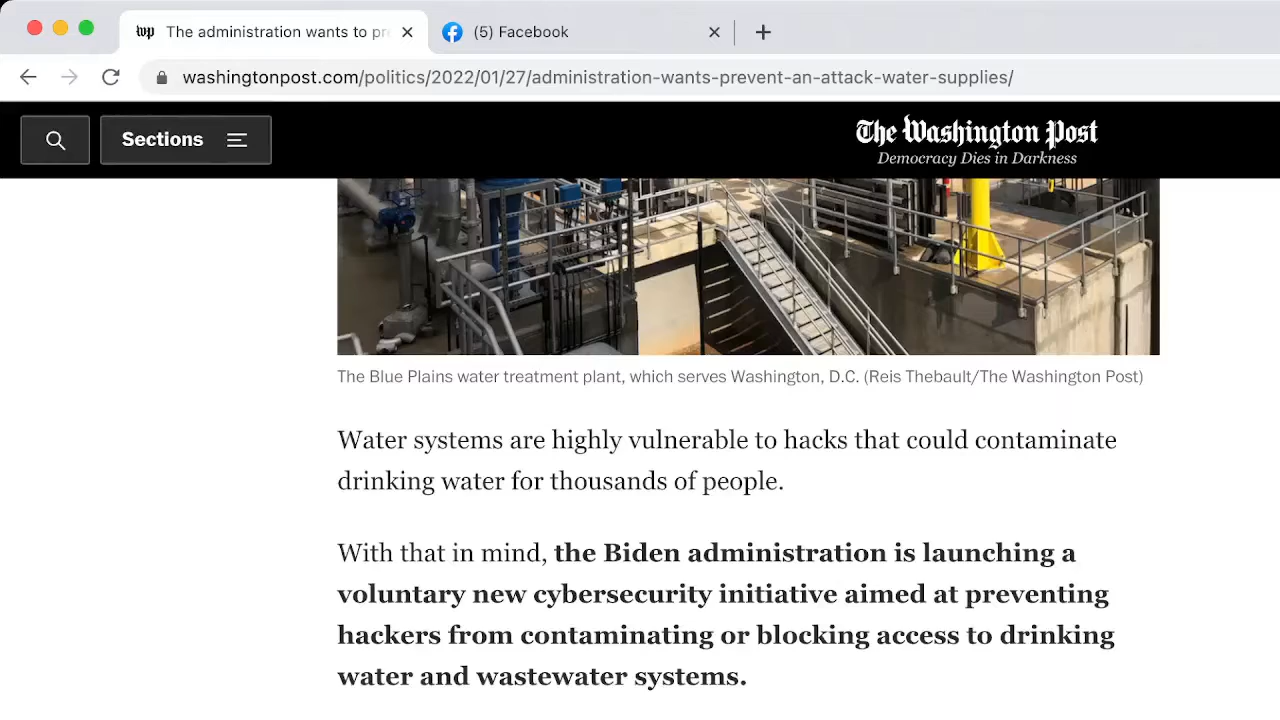 The administration wants to pr
(5) Facebook
washingtonpost.com/politics/2022/01/27/administration-wants-prevent-an-attack-water-supplies/
Sections
The Washington Post
Democracy Dies in Darkness
The Blue Plains water treatment plant, which serves Washington, D.C. (Reis Thebault/The Washington Post)
Water systems are highly vulnerable to hacks that could contaminate
drinking water for thousands of people.
With that in mind, the Biden administration is launching a
voluntary new cybersecurity initiative aimed at preventing
hackers from contaminating or blocking access to drinking
water and wastewater systems.